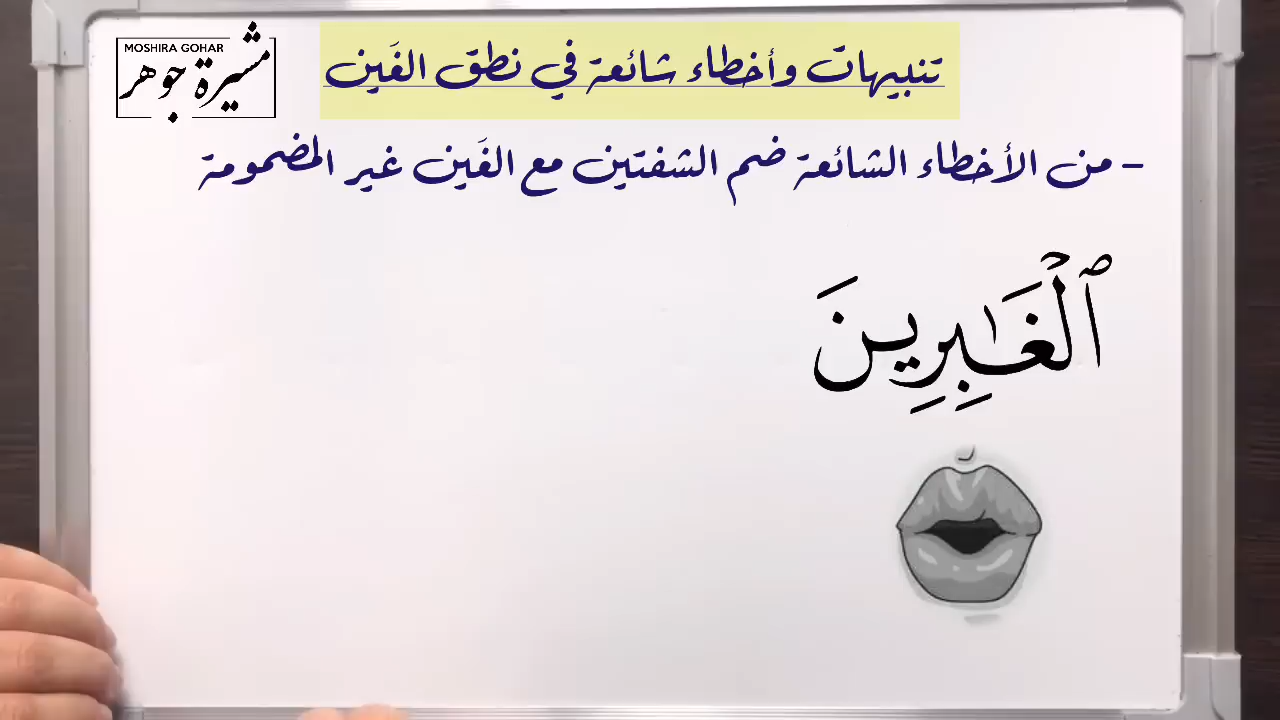 MOSHIRA GOHAR
مشيرة جوهر
تنبيهات وأخطاء شائعة في نطق الغَين
- من الأخطاء الشائعة ضم الشفتين مع الغَين غير المضمومة
ٱلْغَٰبِرِينَ